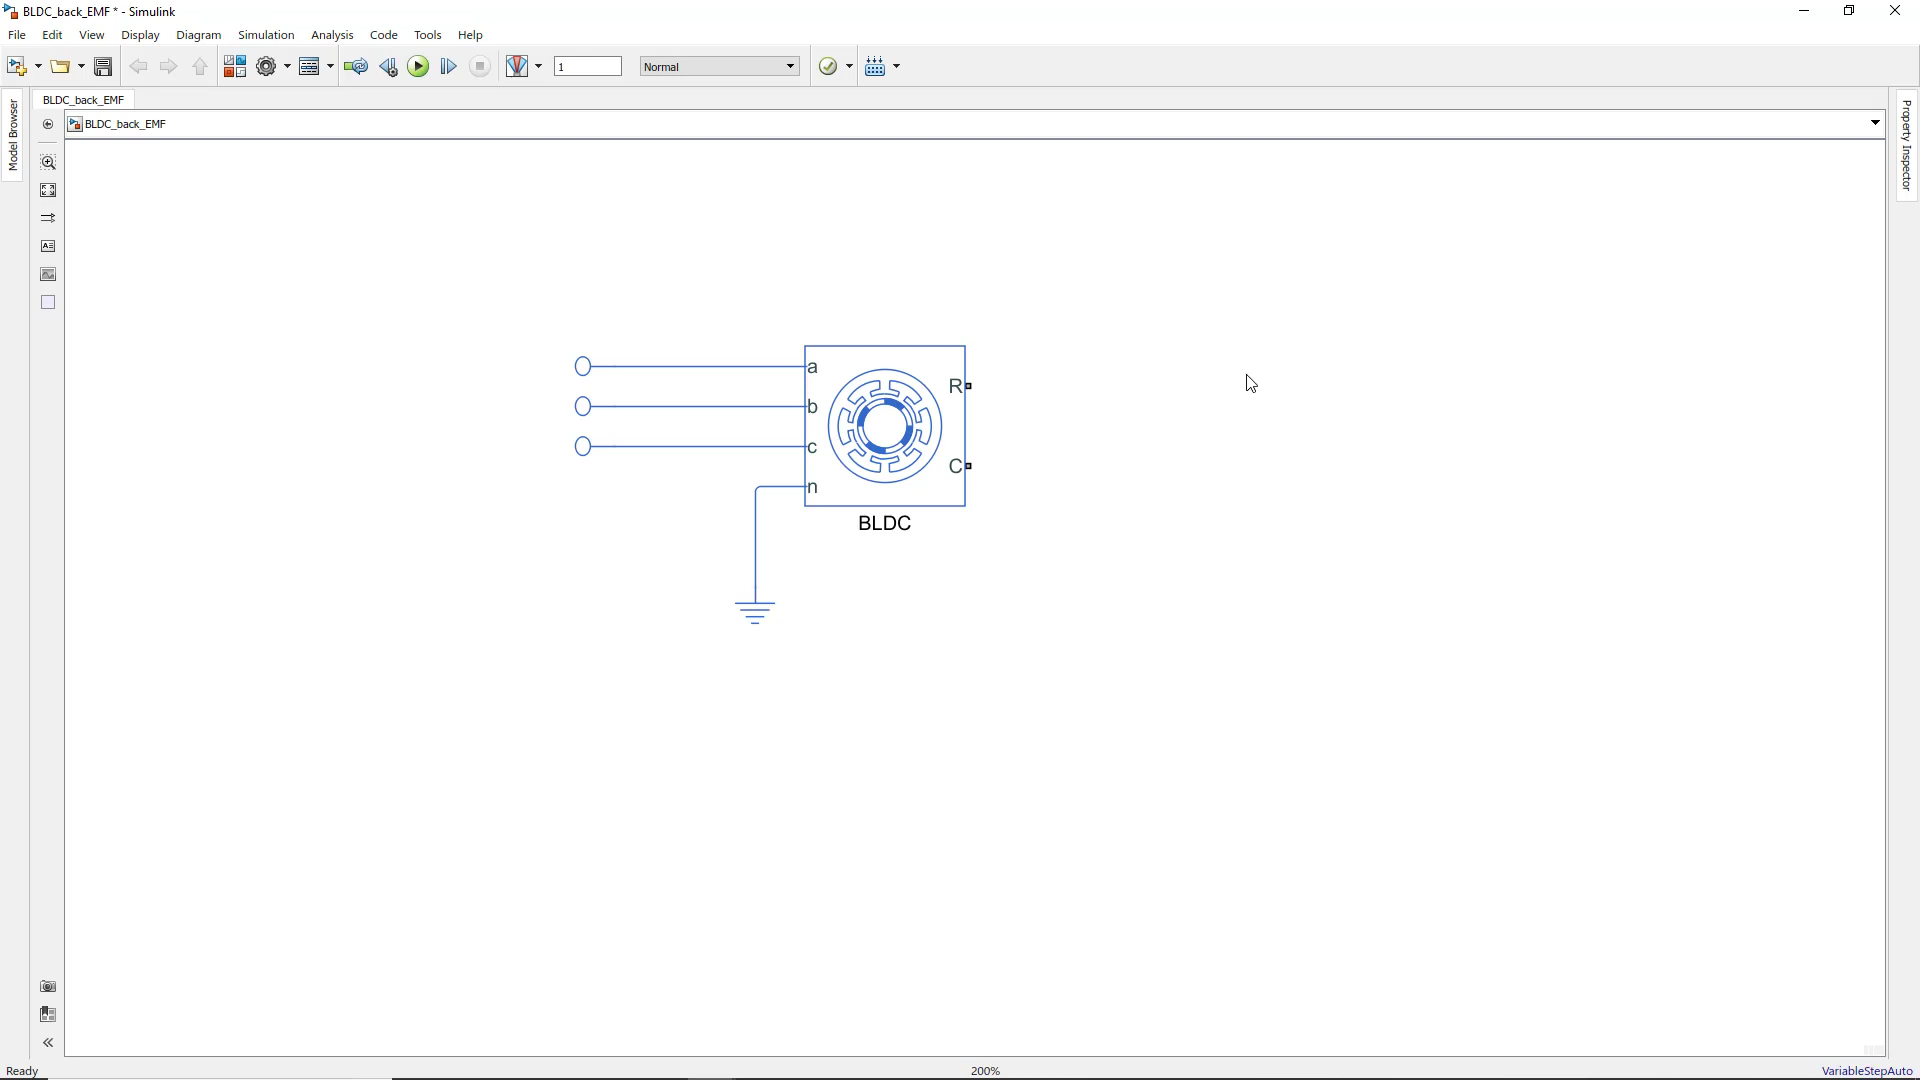 BLDC_back_EMF * - Simulink
File Edit View Display Diagram Simulation Analysis Code Tools Help
1 Normal
Model Browser
BLDC_back_EMF
BLDC_back_EMF
Property Inspector
a
R
b
c
C
n
BLDC
Ready 200% VariableStepAuto